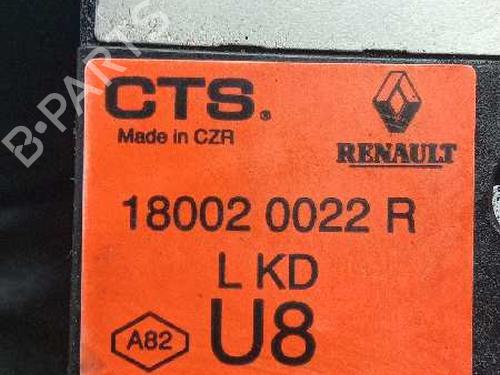 CTS®
RENAULT
Made in CZR
18002 0022 R
L KD
A82
U8
B-PARTS